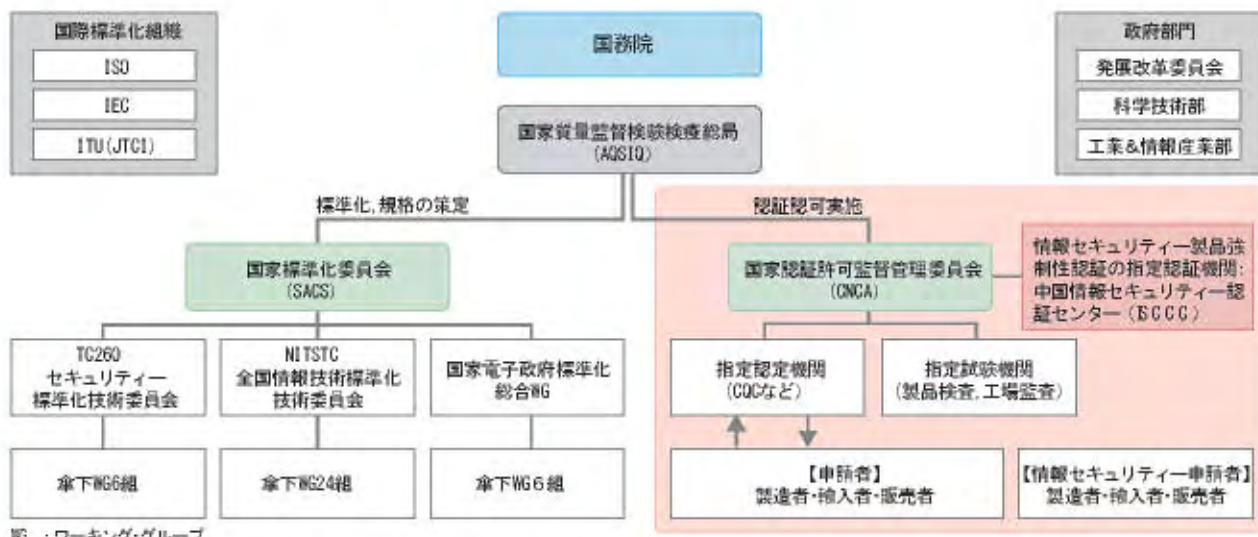 国際標準化組織
ISO
IEC
ITU(JTC1)
国務院
政府部門
発展改革委員会
科学技術部
工業&情報産業部
国家質量監督検験検疫総局
(AQSIQ)
標準化,規格の策定
認証認可実施
国家標準化委員会
(SACS)
国家認証許可監督管理委員会
(CNCA)
情報セキュリティー製品強
制性認証の指定認証機関:
中国情報セキュリティー認
証センター
TC260
セキュリティー
標準化技術委員会
NITSTC
全国情報技術標準化
技術委員会
国家電子政府標準化
総合WG
指定認定機関
(CQCなど)
指定試験機関
(製品検査,工場監査)
傘下WG6組
傘下WG24組
傘下WG6組
【申請者】
製造者・輸入者・販売者
【情報セキュリティー申請者】
製造者・輸入者・販売者
:ワーキング・グループ